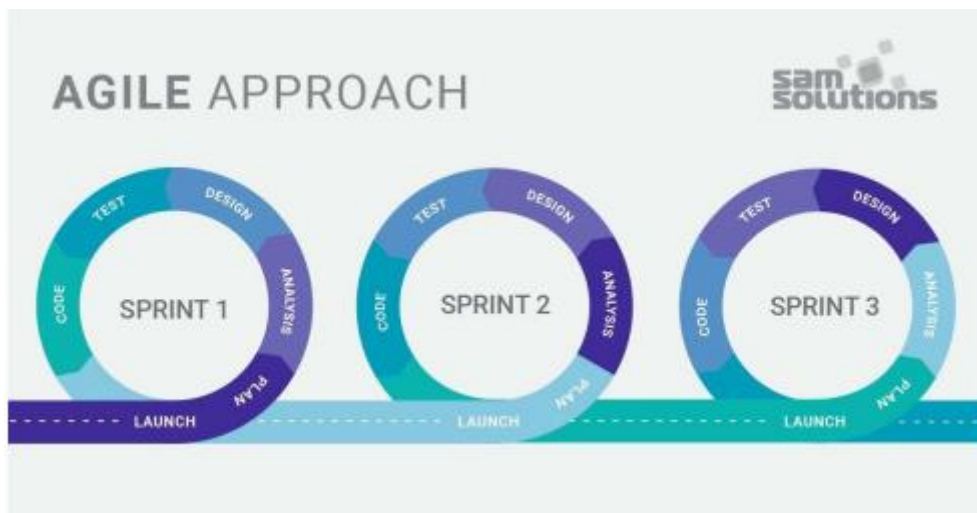 AGILE APPROACH
sam
solutions
TEST
DESIGN
CODE
SPRINT 1
ANALYSIS
PLAN
LAUNCH
TEST
DESIGN
CODE
SPRINT 2
ANALYSIS
PLAN
LAUNCH
TEST
DESIGN
CODE
SPRINT 3
ANALYSIS
PLAN
LAUNCH